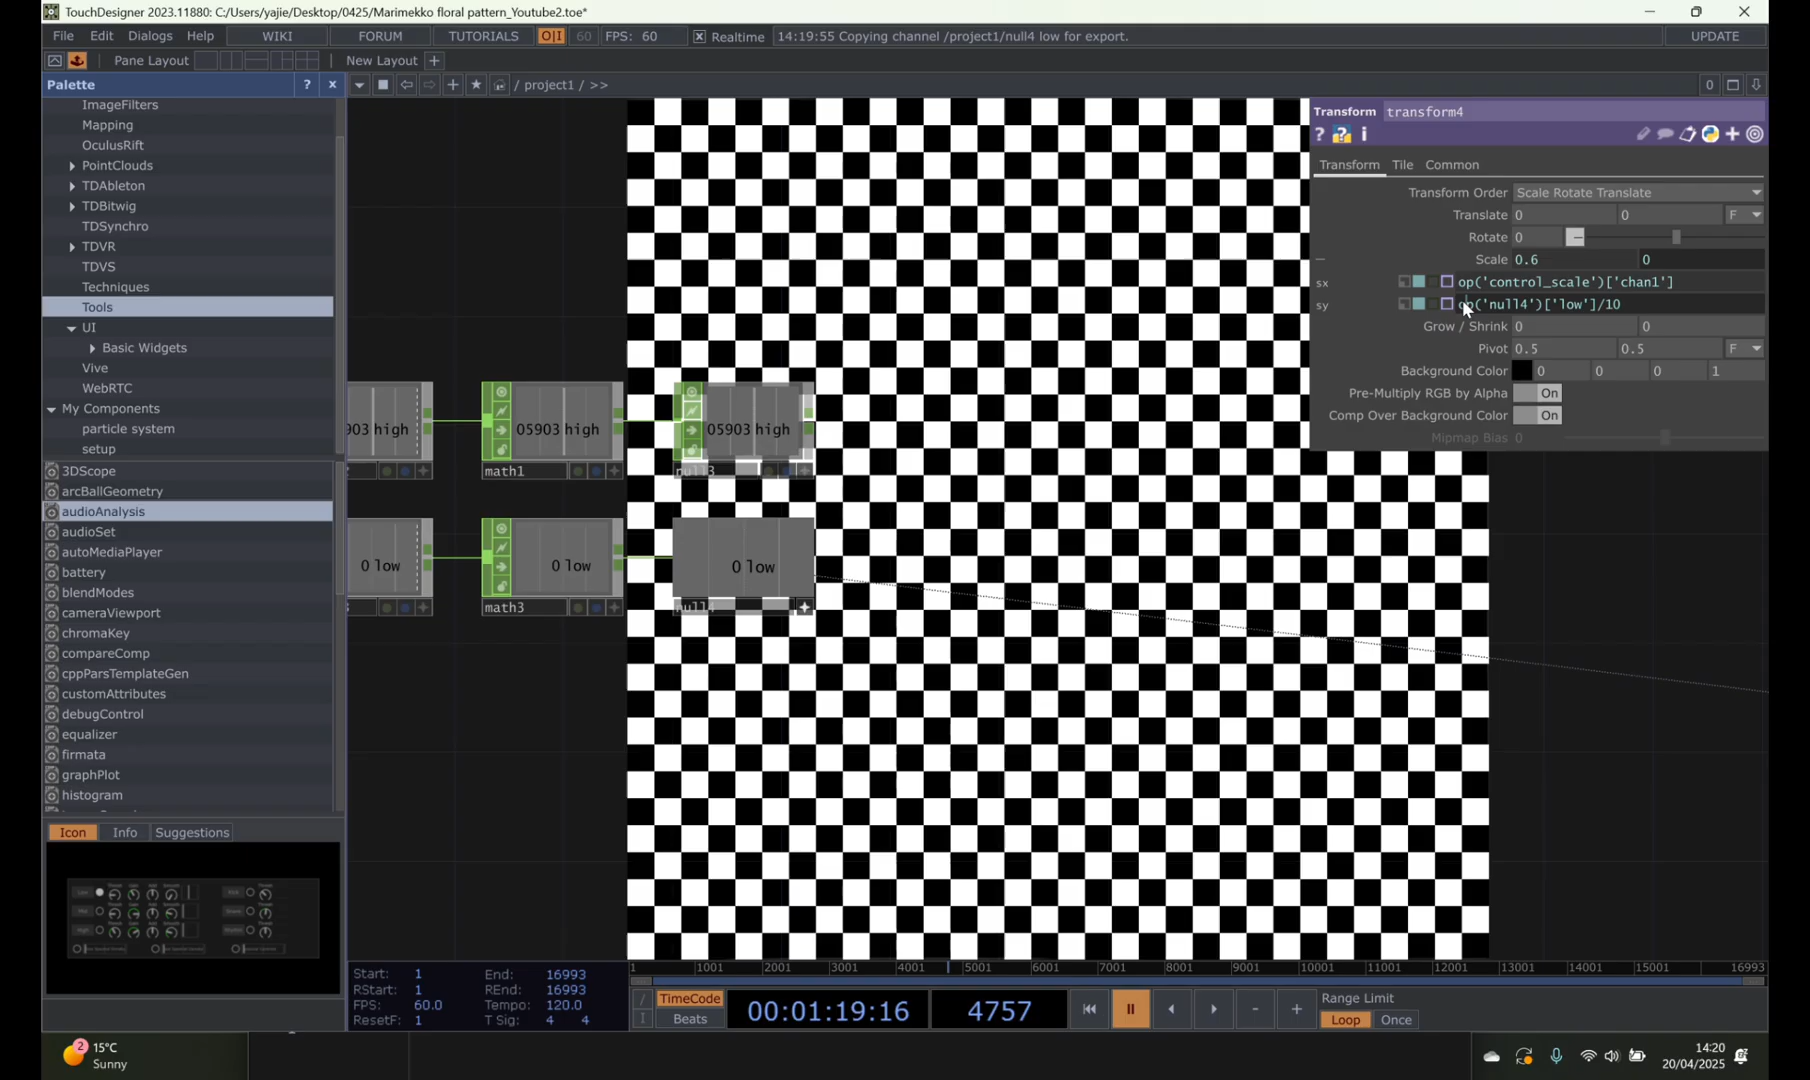 TouchDesigner 2023.11880: C:/Users/yajie/Desktop/0425/Marimekko floral pattern_Youtube2.toe*
File Edit Dialogs Help WIKI FORUM TUTORIALS O|I 60 FPS: 60 Realtime 14:19:55 Copying channel /project1/null4 low for export. UPDATE
Pane Layout New Layout +
Palette ? x / project1 / >> 0
ImageFilters
Mapping
OculusRift
PointClouds
TDAbleton
TDBitwig
TDSynchro
TDVR
TDVS
Techniques
Tools
UI
Basic Widgets
Vive
WebRTC
My Components
particle system
setup
3DScope
arcBallGeometry
audioAnalysis
audioSet
autoMediaPlayer
battery
blendModes
cameraViewport
chromaKey
compareComp
cppParsTemplateGen
customAttributes
debugControl
equalizer
firmata
graphPlot
histogram
Icon Info Suggestions
903 high
05903 high
math1
05903 high
null3
0 low
0 low
math3
0 low
null4
Transform transform4
Transform Tile Common
Transform Order Scale Rotate Translate
Translate 0 0 F
Rotate 0
Scale 0.6 0
sx op('control_scale')['chan1']
sy op('null4')['low']/10
Grow / Shrink 0 0
Pivot 0.5 0.5 F
Background Color 0 0 0 1
Pre-Multiply RGB by Alpha On
Comp Over Background Color On
Mipmap Bias 0
Start: 1 End: 16993
RStart: 1 REnd: 16993
FPS: 60.0 Tempo: 120.0
ResetF: 1 T Sig: 4 4
1 1001 2001 3001 4001 5001 6001 7001 8001 9001 10001 11001 12001 13001 14001 15001 16993
TimeCode
Beats
00:01:19:16 4757
Range Limit
Loop Once
2
15°C
Sunny
14:20
20/04/2025